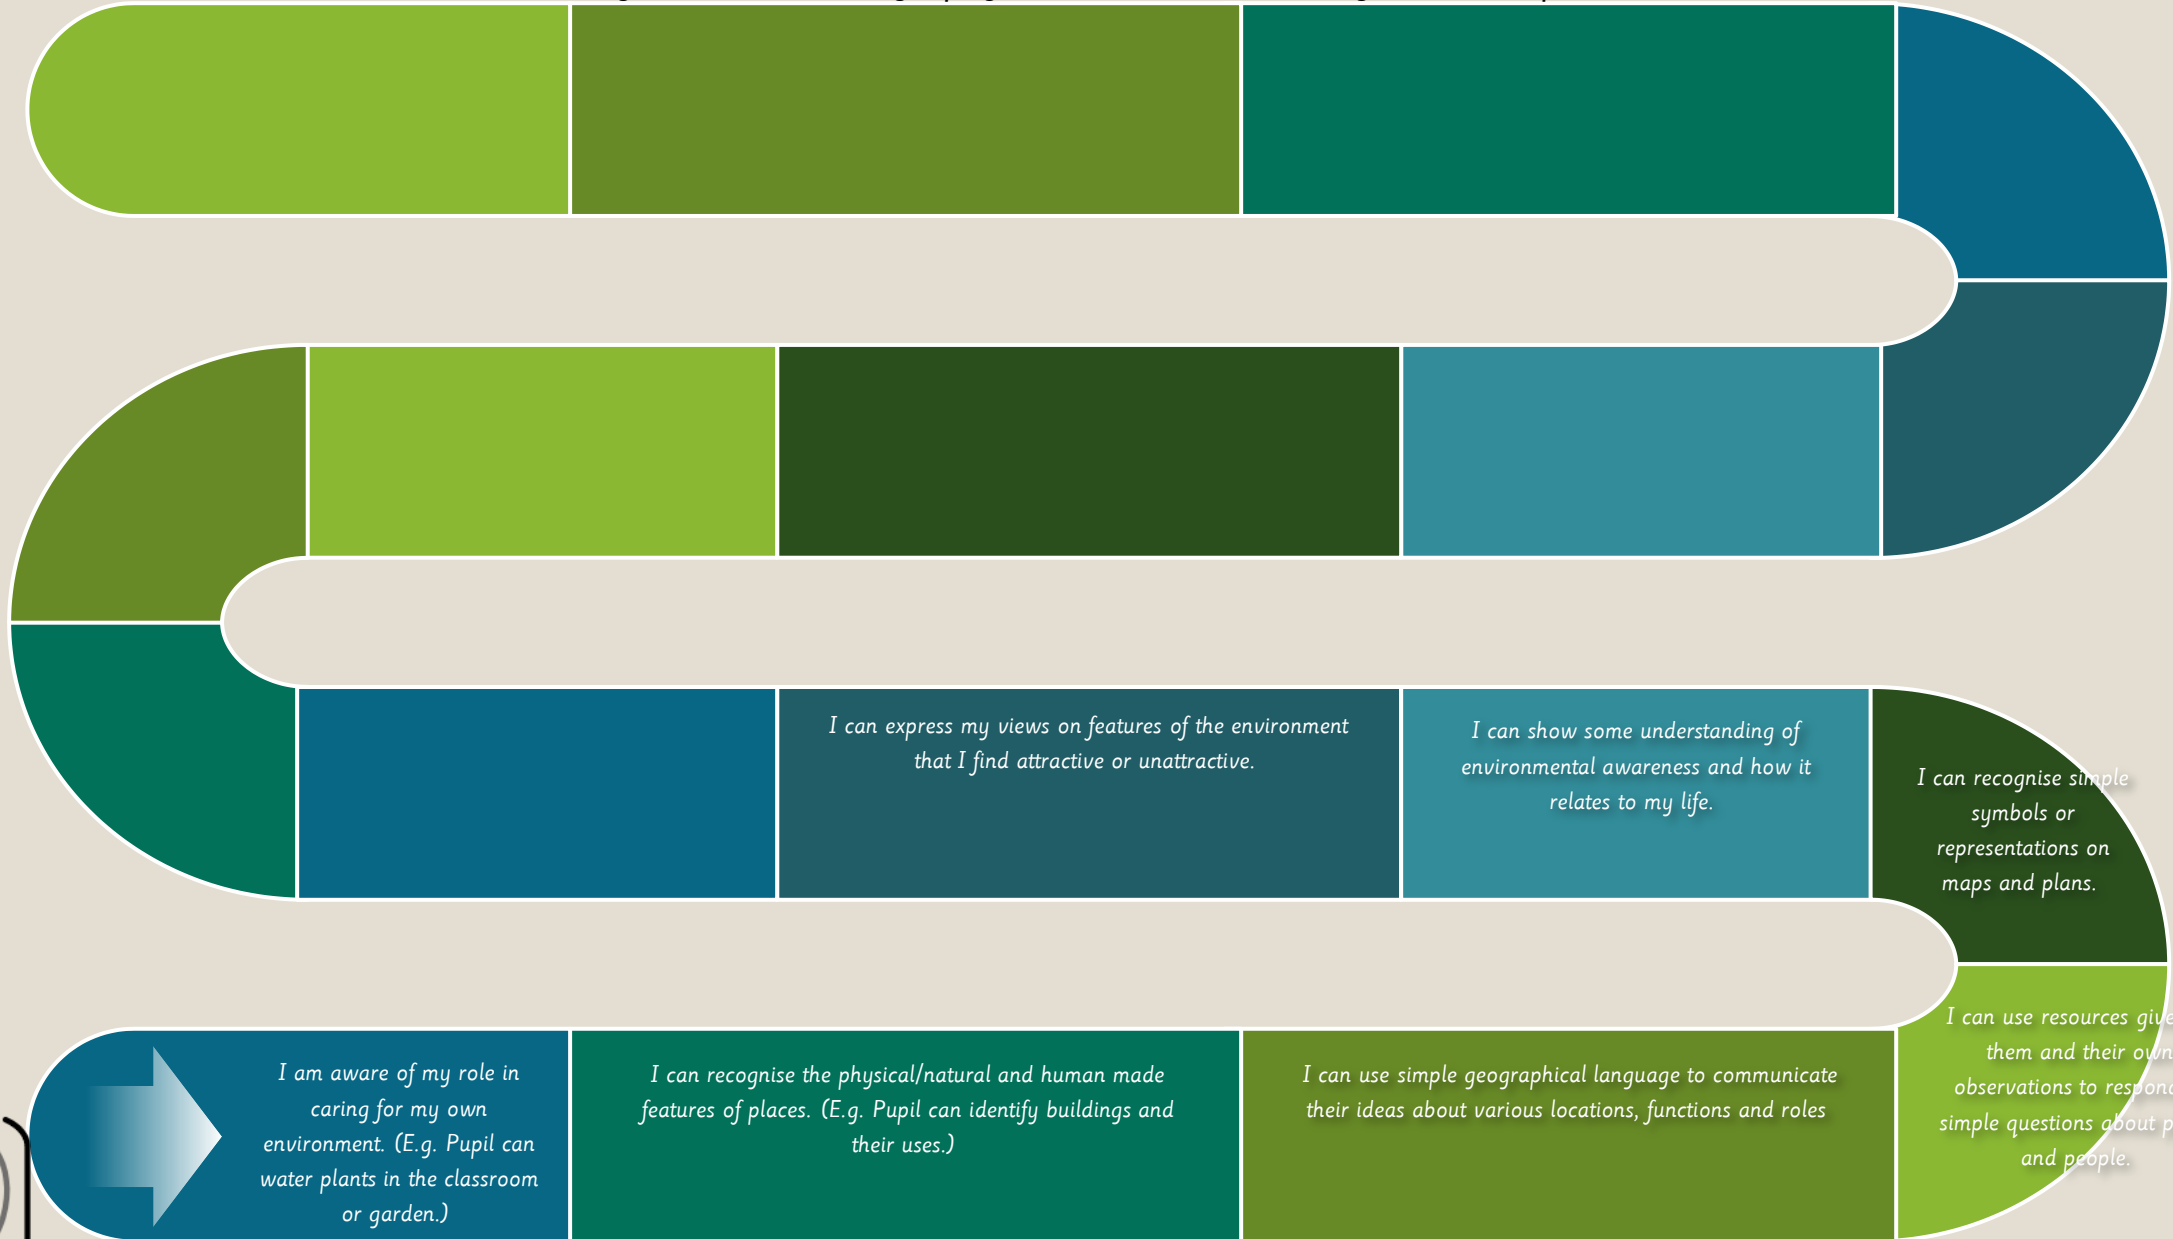 I can express my views on features of the environment
that I find attractive or unattractive.
I can show some understanding of
environmental awareness and how it
relates to my life.
I can recognise simple
symbols or
representations on
maps and plans.
I am aware of my role in
caring for my own
environment. (E.g. Pupil can
water plants in the classroom
or garden.)
I can recognise the physical/natural and human made
features of places. (E.g. Pupil can identify buildings and
their uses.)
I can use simple geographical language to communicate
their ideas about various locations, functions and roles
I can use resources
them and their own
observations to
simple questions about
and people.